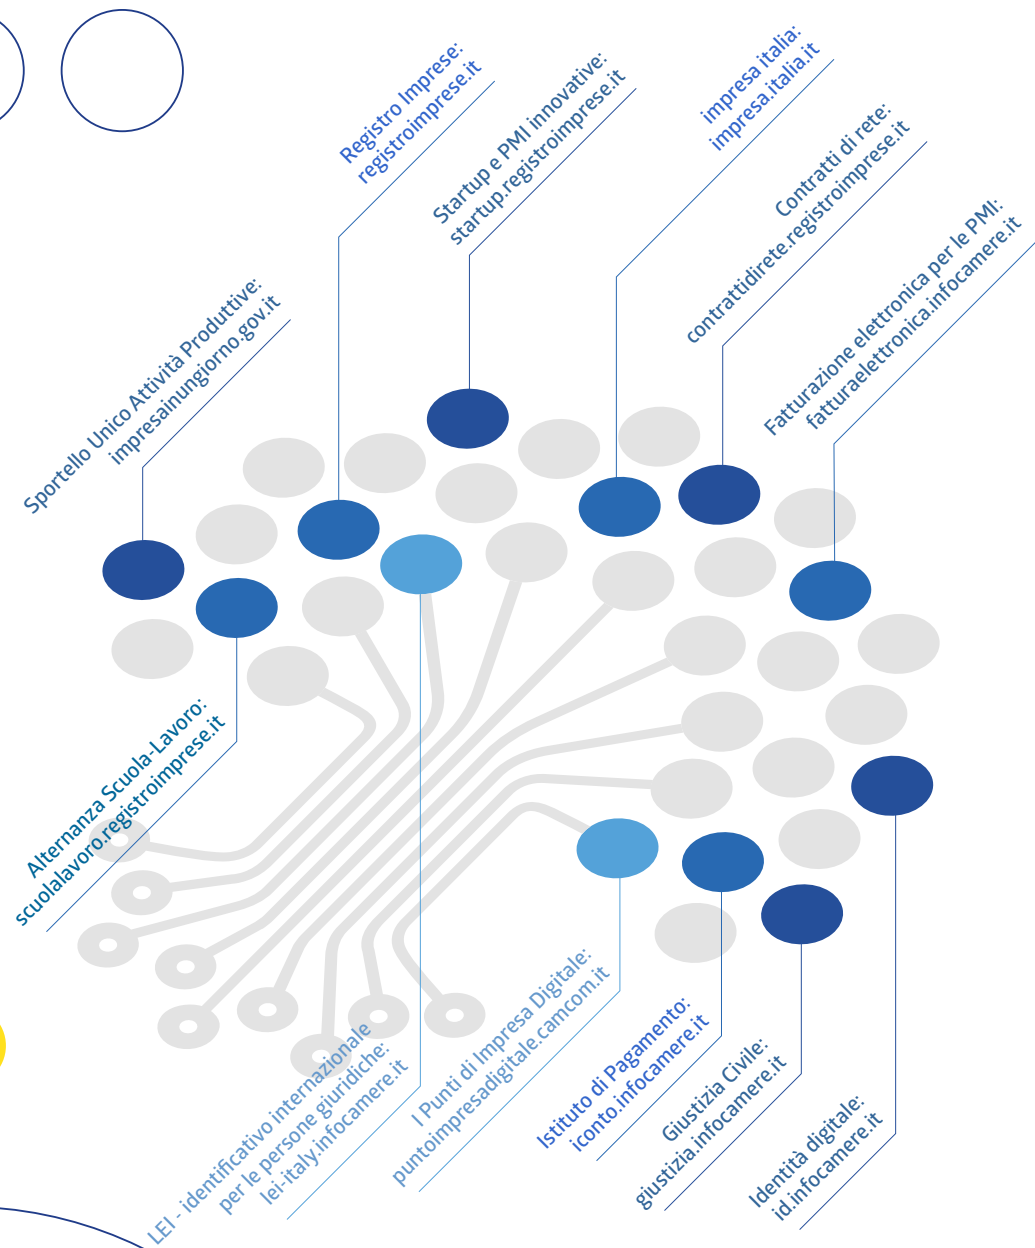 Registro Imprese:
registroimprese.it
Startup e PMI innovative:
startup.registroimprese.it
impresa italia:
impresa.italia.it
Contratti di rete:
contrattidirete.registroimprese.it
Fatturazione elettronica per le PMI:
fatturaelettronica.infocamere.it
Sportello Unico Attività Produttive:
impresainungiorno.gov.it
Alternanza Scuola-Lavoro:
scuolalavoro.registroimprese.it
LEI - identificativo internazionale
per le persone giuridiche:
lei-italy.infocamere.it
I Punti di Impresa Digitale:
puntoimpresadigitale.camcom.it
Istituto di Pagamento:
iconto.infocamere.it
Giustizia Civile:
giustizia.infocamere.it
Identità digitale:
id.infocamere.it